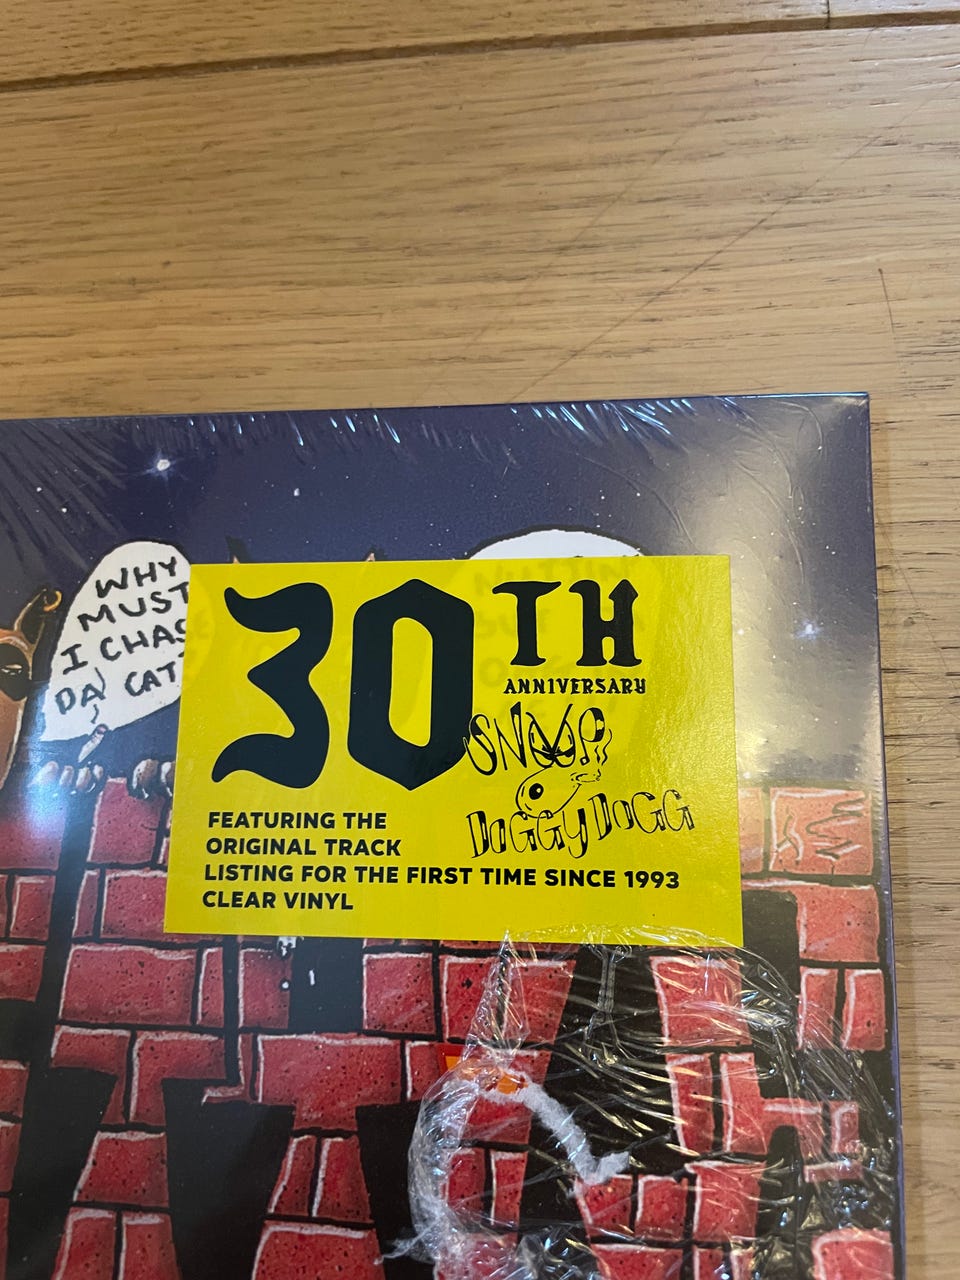 WHY
MUST
I CHASE
DA CAT
30TH
ANNIVERSARY
SNOOP
DOGGY DOGG
FEATURING THE
ORIGINAL TRACK
LISTING FOR THE FIRST TIME SINCE 1993
CLEAR VINYL